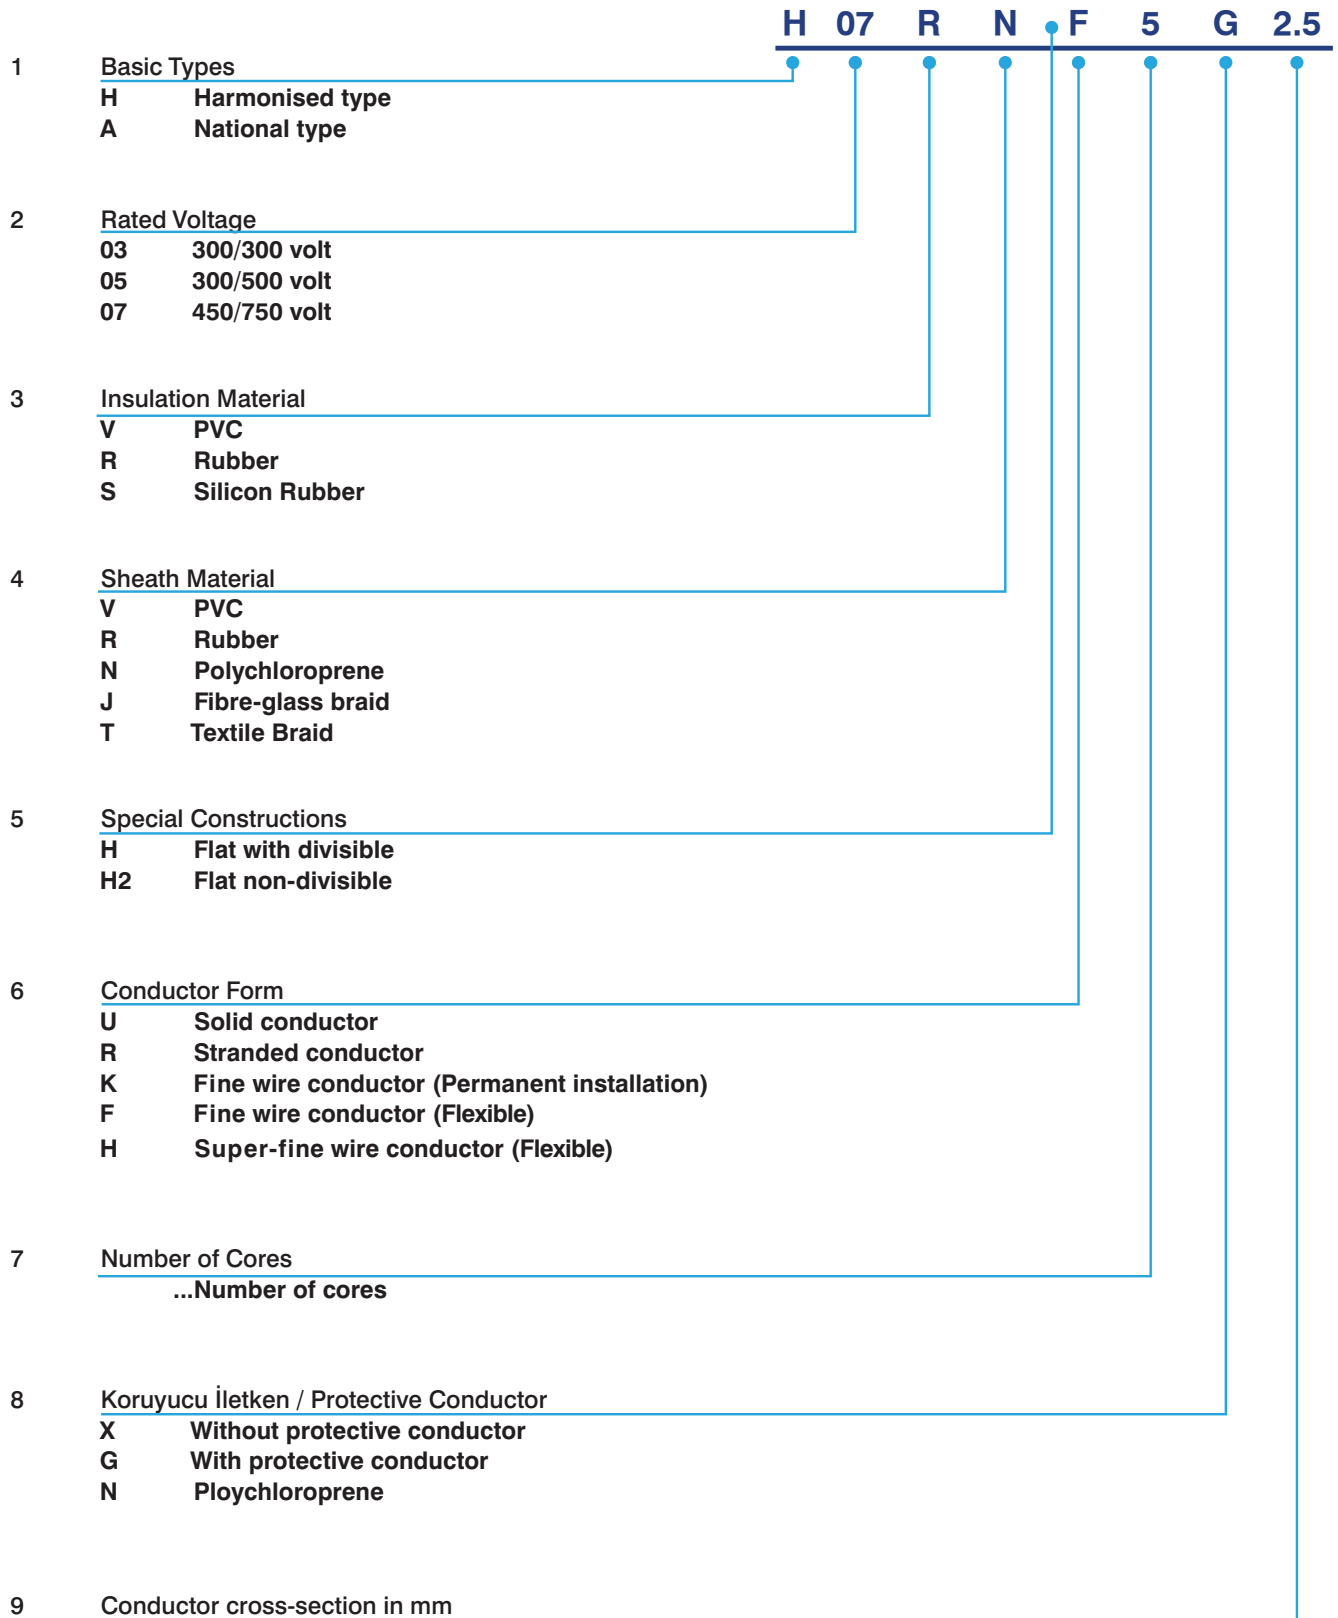 H 07 R N F 5 G 2.5
1 Basic Types
H Harmonised type
A National type
2 Rated Voltage
03 300/300 volt
05 300/500 volt
07 450/750 volt
3 Insulation Material
V PVC
R Rubber
S Silicon Rubber
4 Sheath Material
V PVC
R Rubber
N Polychloroprene
J Fibre-glass braid
T Textile Braid
5 Special Constructions
H Flat with divisible
H2 Flat non-divisible
6 Conductor Form
U Solid conductor
R Stranded conductor
K Fine wire conductor (Permanent installation)
F Fine wire conductor (Flexible)
H Super-fine wire conductor (Flexible)
7 Number of Cores
...Number of cores
8 Koruyucu İletken / Protective Conductor
X Without protective conductor
G With protective conductor
N Ploychloroprene
9 Conductor cross-section in mm